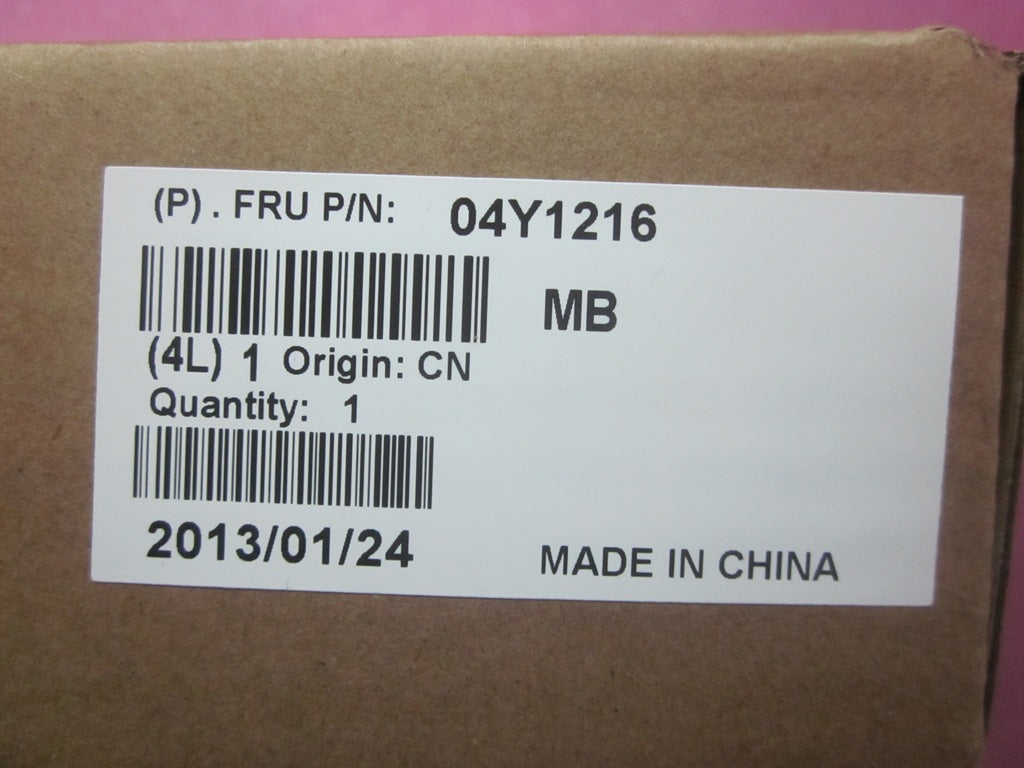 (P). FRU P/N: 04Y1216
MB
(4L) 1 Origin: CN
Quantity: 1
2013/01/24
MADE IN CHINA